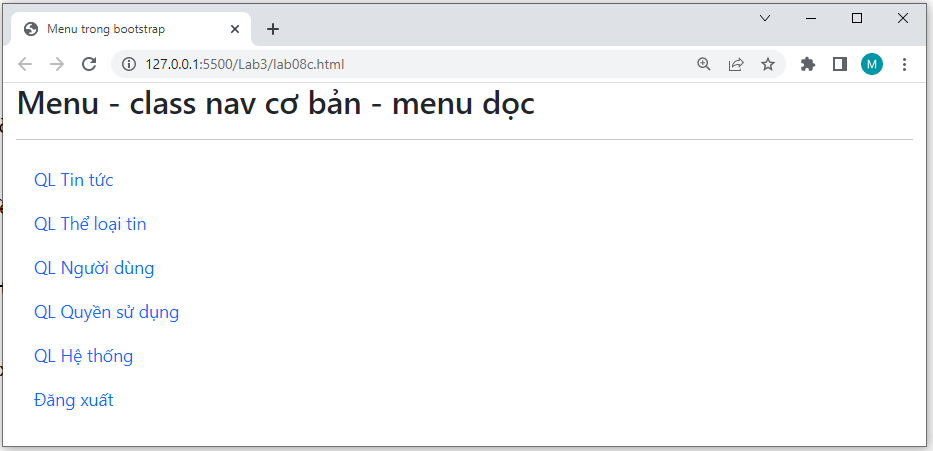 Menu trong bootstrap
127.0.0.1:5500/Lab3/lab08c.html
M
Menu - class nav cơ bản - menu dọc
QL Tin tức
QL Thể loại tin
QL Người dùng
QL Quyền sử dụng
QL Hệ thống
Đăng xuất